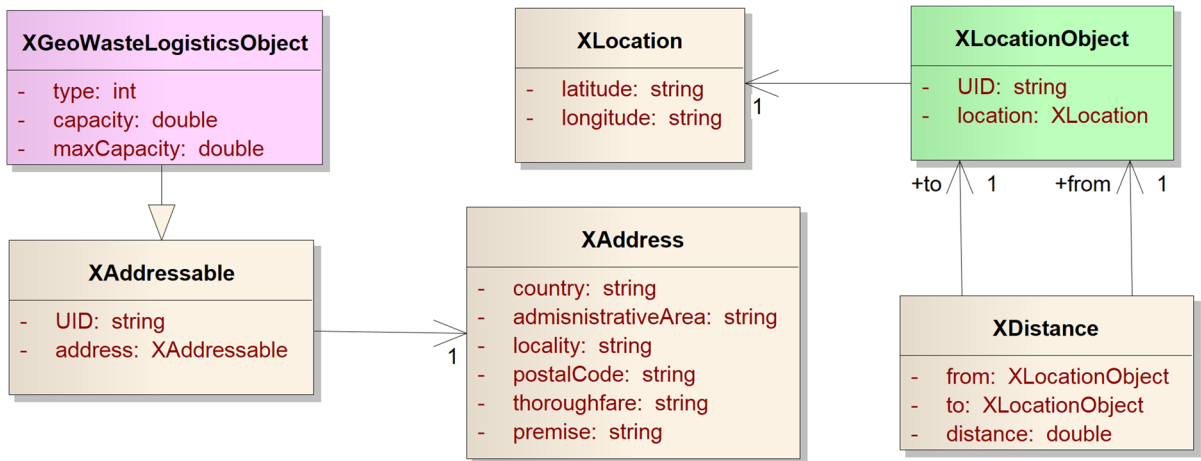 XGeoWasteLogisticsObject
- type: int
- capacity: double
- maxCapacity: double
XLocation
- latitude: string
- longitude: string
1
XLocationObject
- UID: string
- location: XLocation
+to 1 +from 1
XAddressable
- UID: string
- address: XAddressable
1
XAddress
- country: string
- admisnistrativeArea: string
- locality: string
- postalCode: string
- thoroughfare: string
- premise: string
XDistance
- from: XLocationObject
- to: XLocationObject
- distance: double